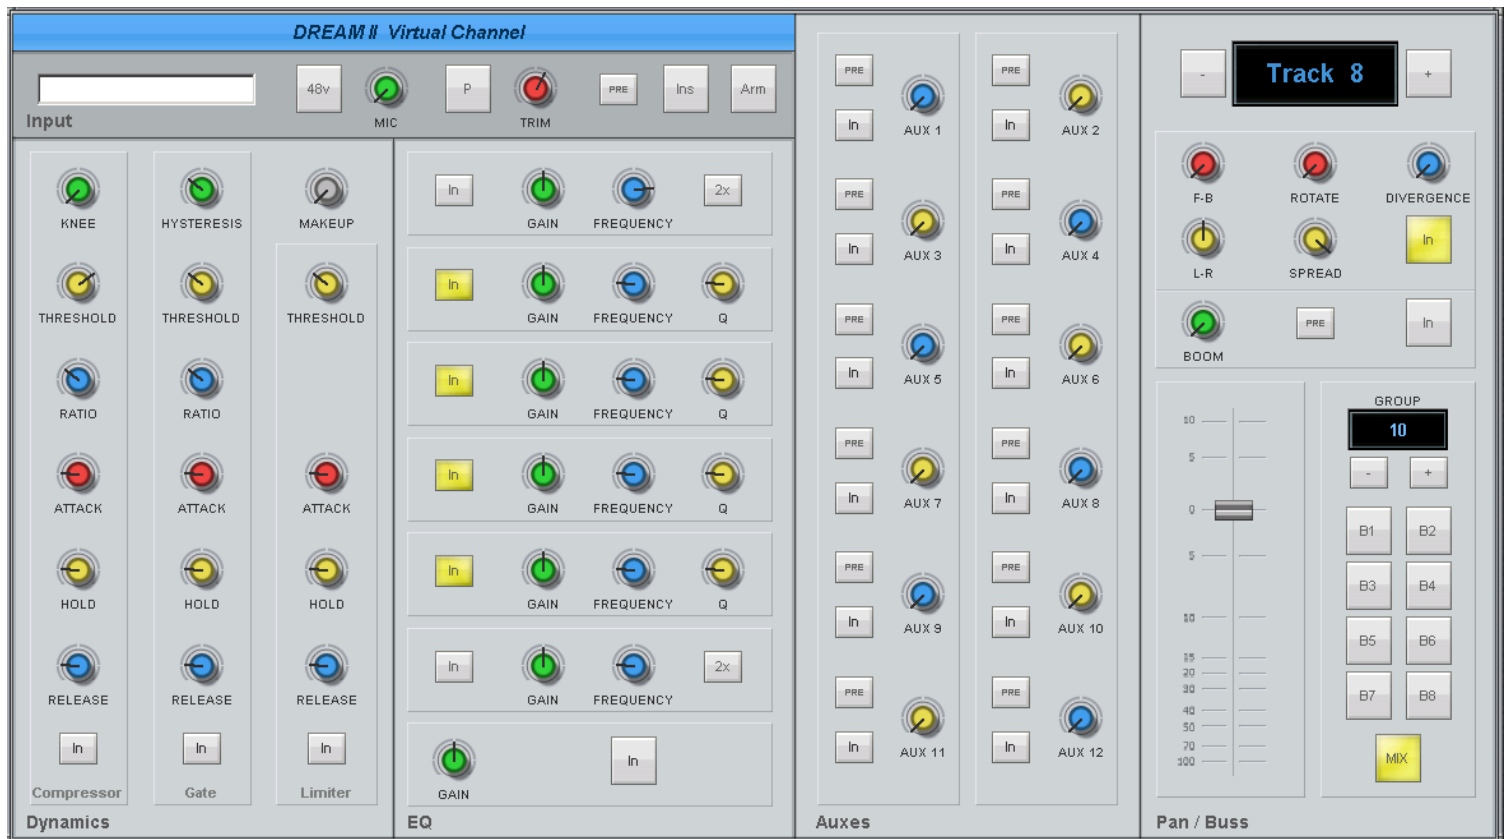 DREAM II Virtual Channel
48v
P
PRE
Ins
Arm
Input
MIC
TRIM
KNEE
HYSTERESIS
MAKEUP
THRESHOLD
THRESHOLD
THRESHOLD
RATIO
RATIO
ATTACK
ATTACK
ATTACK
HOLD
HOLD
HOLD
RELEASE
RELEASE
RELEASE
In
In
In
Compressor
Gate
Limiter
Dynamics
In
2x
GAIN
FREQUENCY
In
GAIN
FREQUENCY
Q
In
GAIN
FREQUENCY
Q
In
GAIN
FREQUENCY
Q
In
GAIN
FREQUENCY
Q
In
2x
GAIN
FREQUENCY
In
GAIN
EQ
PRE
In
AUX 1
PRE
In
AUX 2
PRE
In
AUX 3
PRE
In
AUX 4
PRE
In
AUX 5
PRE
In
AUX 6
PRE
In
AUX 7
PRE
In
AUX 8
PRE
In
AUX 9
PRE
In
AUX 10
PRE
In
AUX 11
PRE
In
AUX 12
Auxes
-
Track 8
+
F-B
ROTATE
DIVERGENCE
L-R
SPREAD
In
BOOM
PRE
In
10
5
0
5
10
15
20
30
40
50
70
100
GROUP
10
-
+
B1
B2
B3
B4
B5
B6
B7
B8
MIX
Pan / Buss